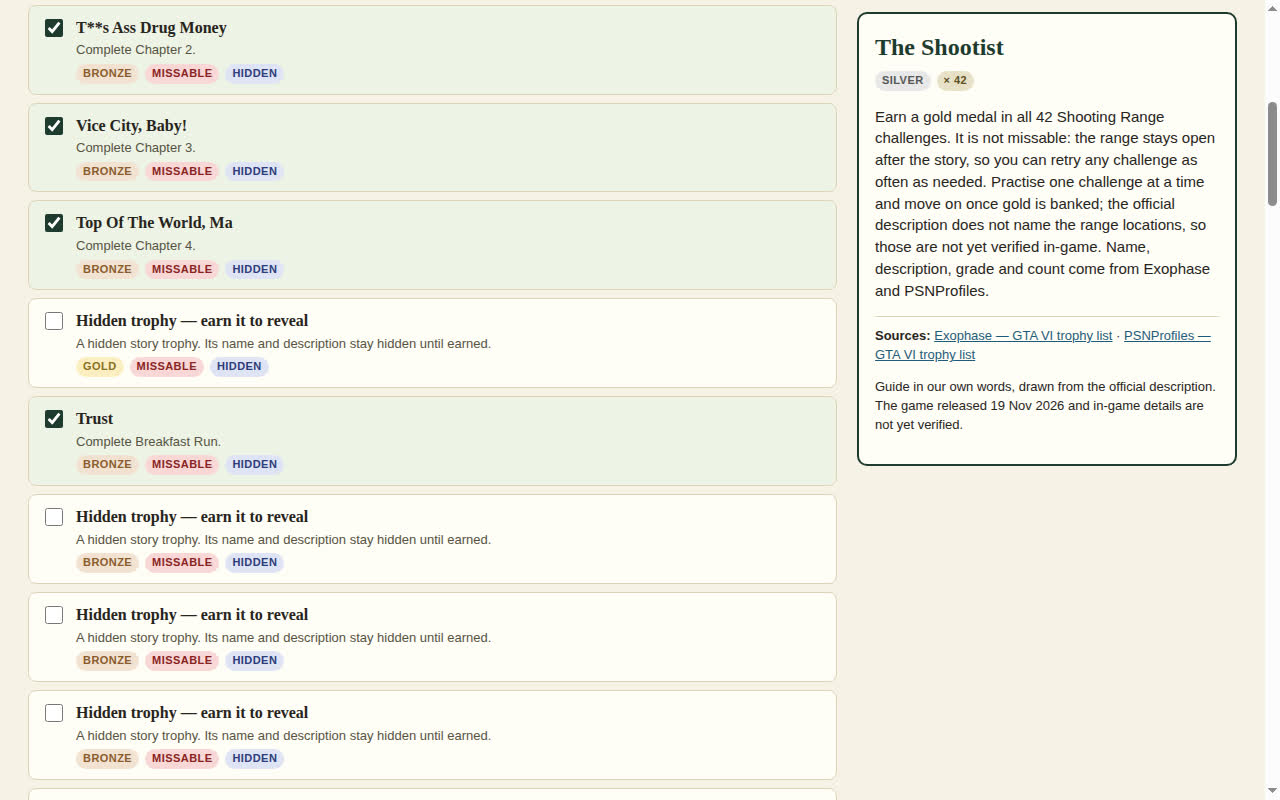 T**s Ass Drug Money
Complete Chapter 2.
BRONZE MISSABLE HIDDEN
Vice City, Baby!
Complete Chapter 3.
BRONZE MISSABLE HIDDEN
Top Of The World, Ma
Complete Chapter 4.
BRONZE MISSABLE HIDDEN
Hidden trophy — earn it to reveal
A hidden story trophy. Its name and description stay hidden until earned.
GOLD MISSABLE HIDDEN
Trust
Complete Breakfast Run.
BRONZE MISSABLE HIDDEN
Hidden trophy — earn it to reveal
A hidden story trophy. Its name and description stay hidden until earned.
BRONZE MISSABLE HIDDEN
Hidden trophy — earn it to reveal
A hidden story trophy. Its name and description stay hidden until earned.
BRONZE MISSABLE HIDDEN
Hidden trophy — earn it to reveal
A hidden story trophy. Its name and description stay hidden until earned.
BRONZE MISSABLE HIDDEN
The Shootist
SILVER × 42
Earn a gold medal in all 42 Shooting Range
challenges. It is not missable: the range stays open
after the story, so you can retry any challenge as
often as needed. Practise one challenge at a time
and move on once gold is banked; the official
description does not name the range locations, so
those are not yet verified in-game. Name,
description, grade and count come from Exophase
and PSNProfiles.
Sources: Exophase — GTA VI trophy list · PSNProfiles —
GTA VI trophy list
Guide in our own words, drawn from the official description.
The game released 19 Nov 2026 and in-game details are
not yet verified.